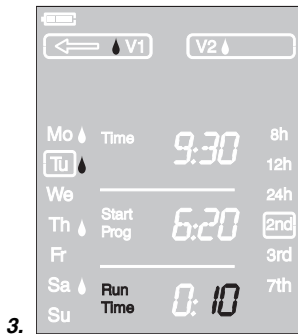 V1 V2
Mo Time 9:30 8h
Tu 12h
We 24h
Th Start Prog 6:20 2nd
Fr 3rd
Sa Run Time 0:10 7th
Su
3.